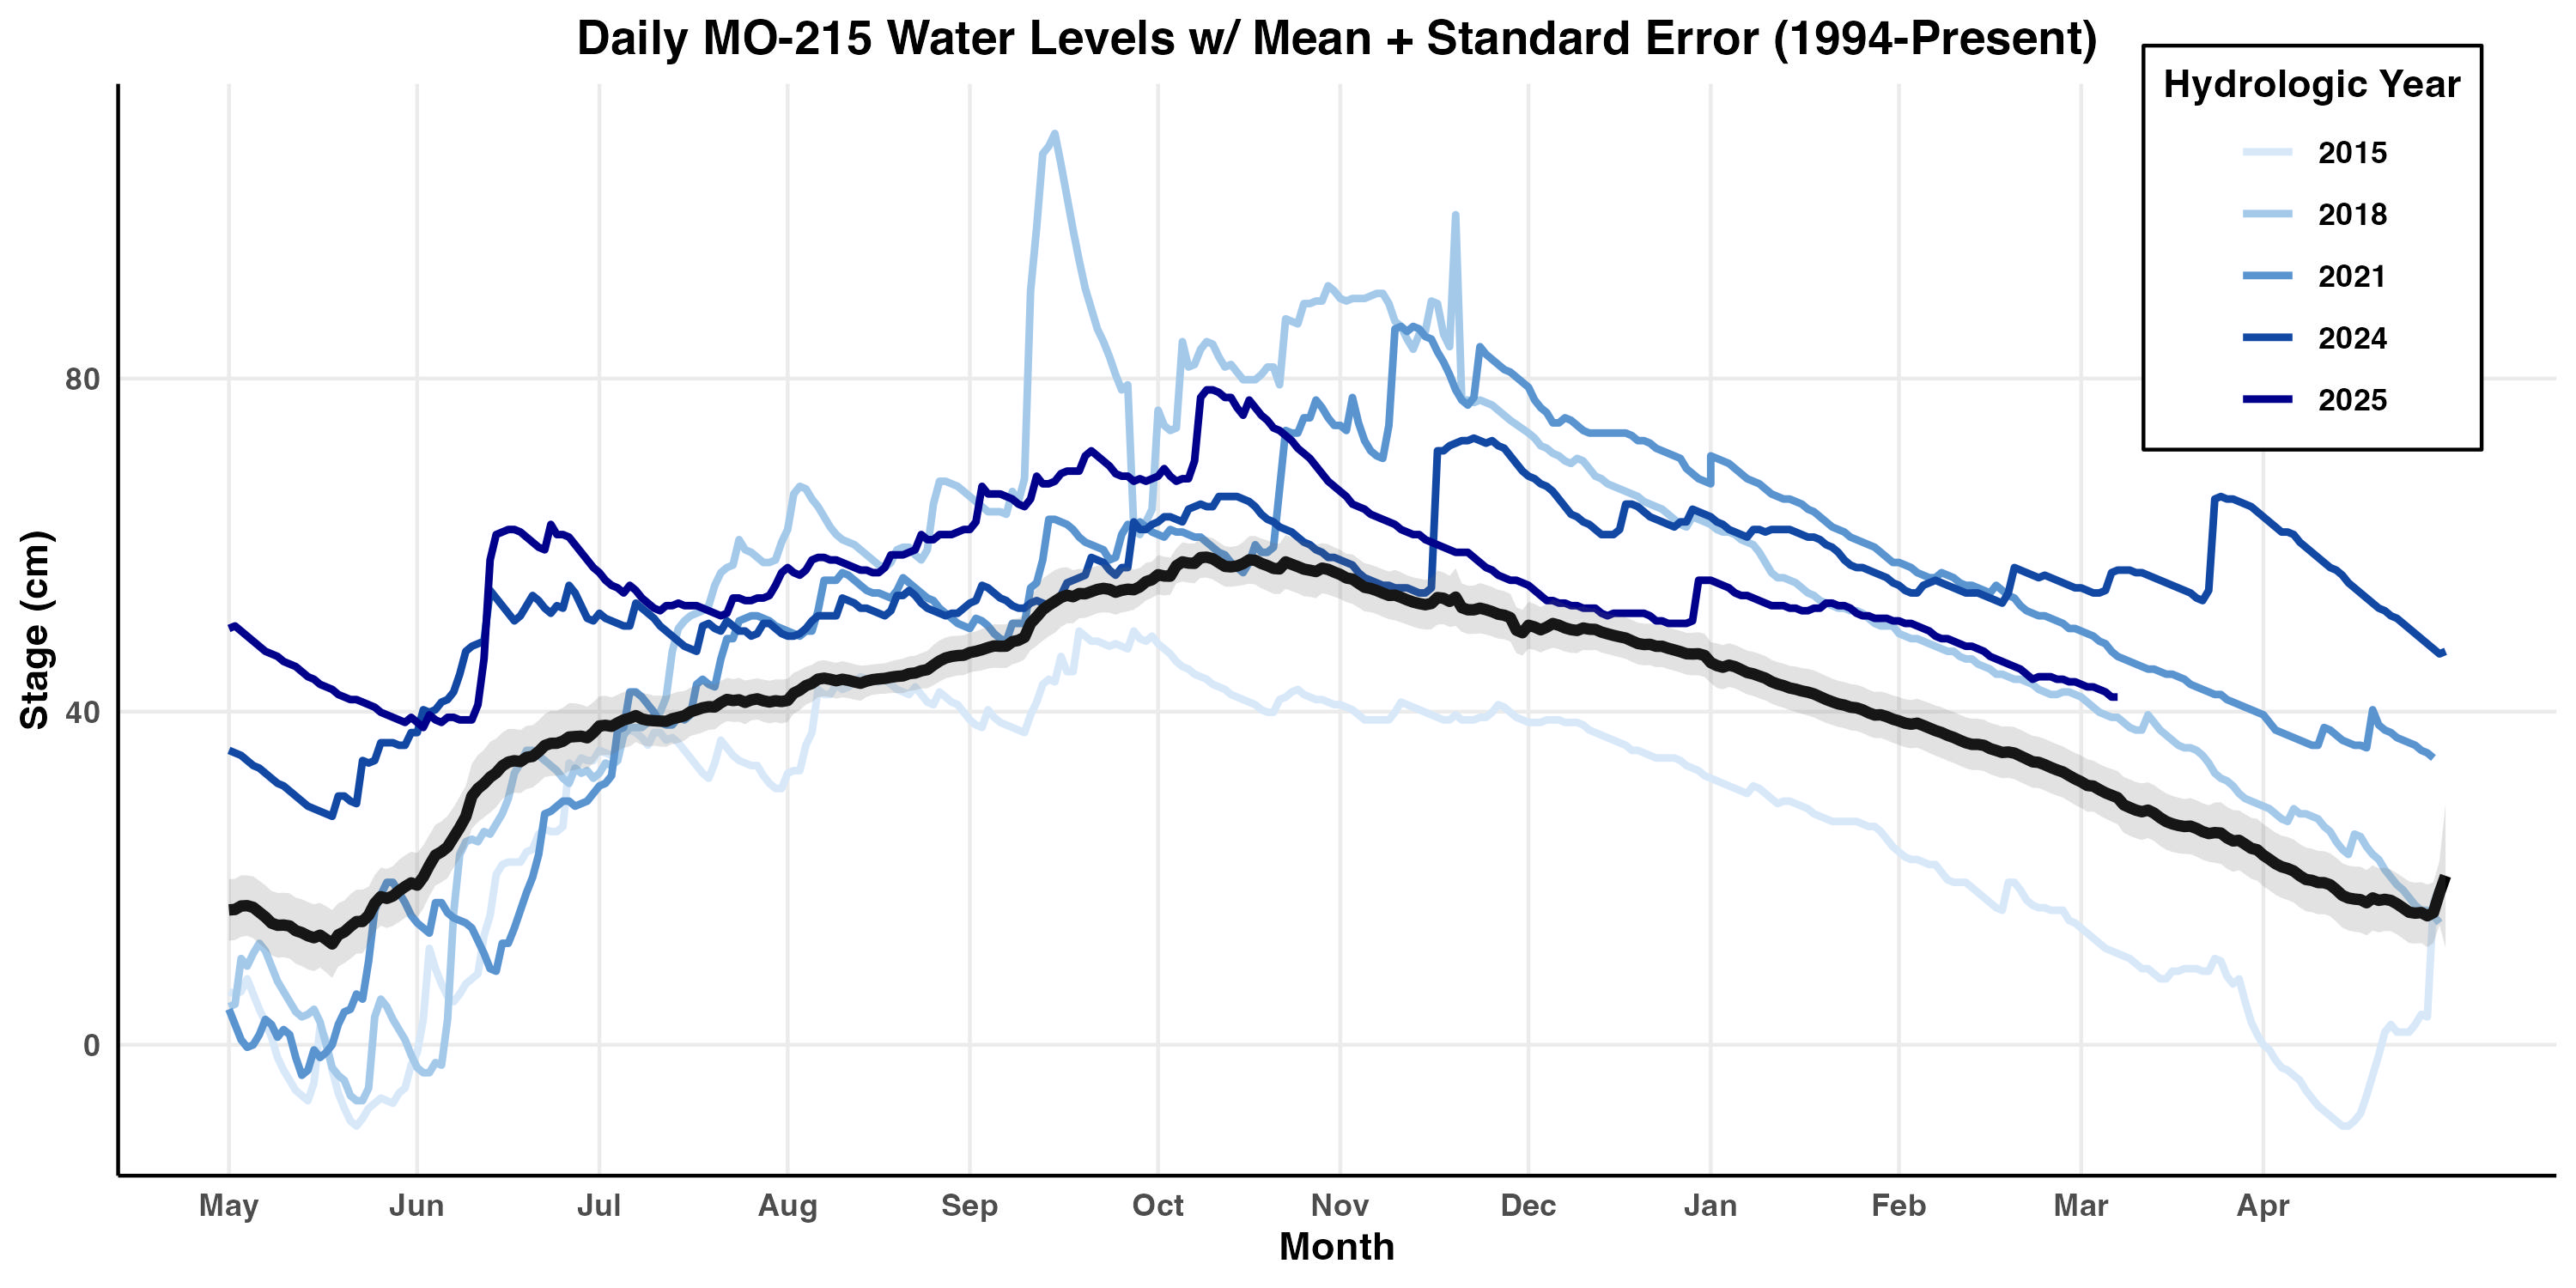 Daily MO-215 Water Levels w/ Mean + Standard Error (1994-Present)
Hydrologic Year
2015
2018
2021
2024
2025
Stage (cm)
80
40
0
May Jun Jul Aug Sep Oct Nov Dec Jan Feb Mar Apr
Month